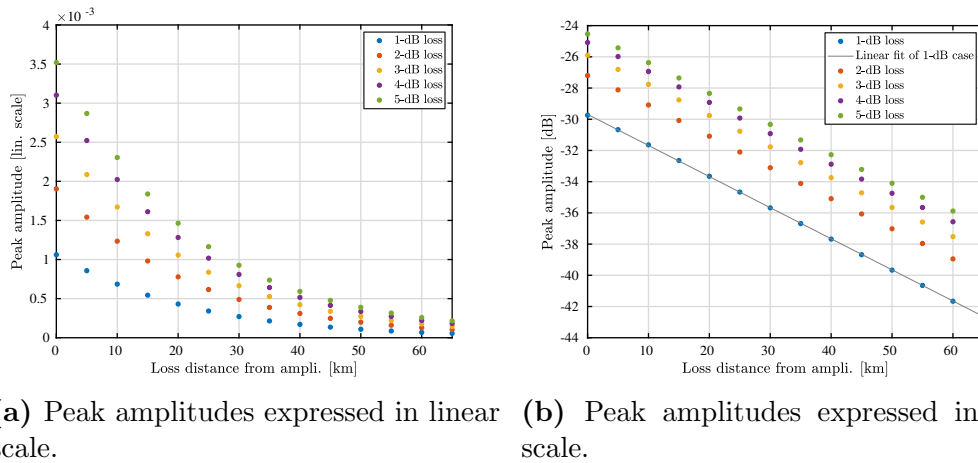 4 × 10 -3
3.5
3
2.5
2
1.5
1
0.5
0
0 10 20 30 40 50 60
Peak amplitude [lin. scale]
Loss distance from ampli. [km]
1-dB loss
2-dB loss
3-dB loss
4-dB loss
5-dB loss
-24
-26
-28
-30
-32
-34
-36
-38
-40
-42
-44
0 10 20 30 40 50 60
Peak amplitude [dB]
Loss distance from ampli. [km]
1-dB loss
Linear fit of 1-dB case
2-dB loss
3-dB loss
4-dB loss
5-dB loss
a) Peak amplitudes expressed in linear
scale.
(b) Peak amplitudes expressed in
scale.